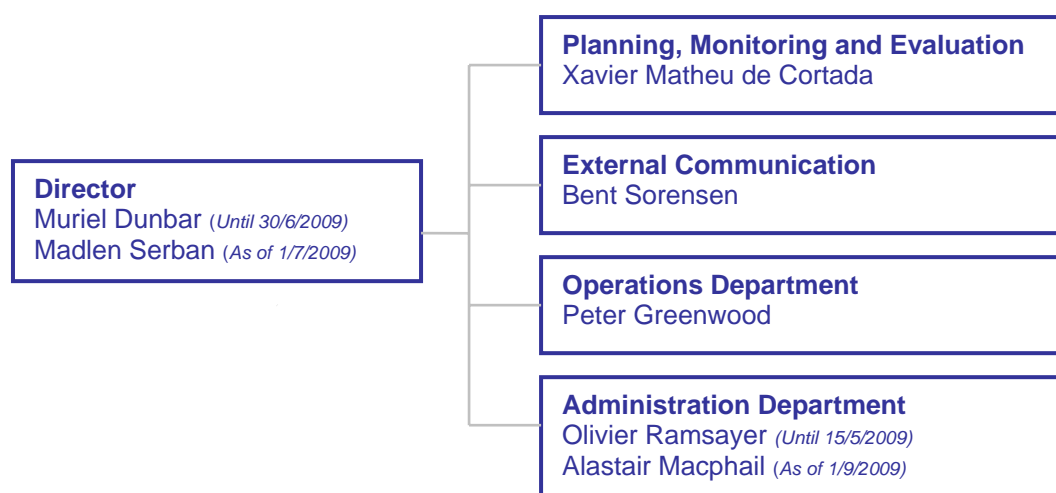 Planning, Monitoring and Evaluation
Xavier Matheu de Cortada
External Communication
Bent Sorensen
Director
Muriel Dunbar (Until 30/6/2009)
Madlen Serban (As of 1/7/2009)
Operations Department
Peter Greenwood
Administration Department
Olivier Ramsayer (Until 15/5/2009)
Alastair Macphail (As of 1/9/2009)